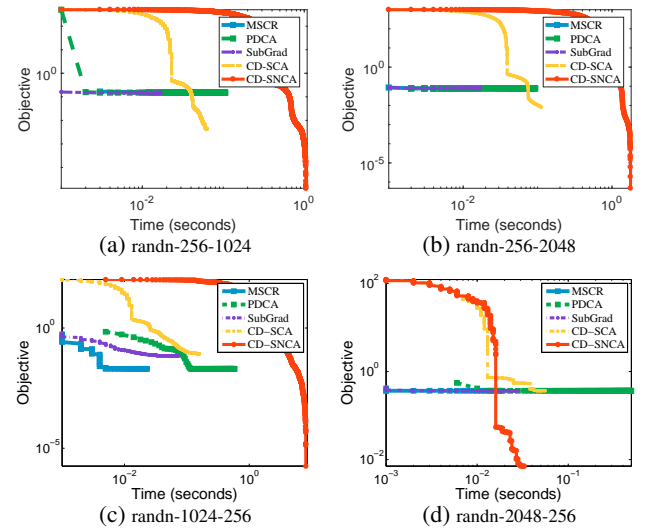 MSCR
PDCA
SubGrad
CD-SCA
CD-SNCA
Objective
10^0
10^-2
10^0
Time (seconds)
(a) randn-256-1024
MSCR
PDCA
SubGrad
CD-SCA
CD-SNCA
Objective
10^0
10^-5
10^-2
10^0
Time (seconds)
(b) randn-256-2048
MSCR
PDCA
SubGrad
CD-SCA
CD-SNCA
Objective
10^0
10^-5
10^-2
10^0
Time (seconds)
(c) randn-1024-256
MSCR
PDCA
SubGrad
CD-SCA
CD-SNCA
Objective
10^2
10^0
10^-2
10^-3
10^-2
10^-1
Time (seconds)
(d) randn-2048-256